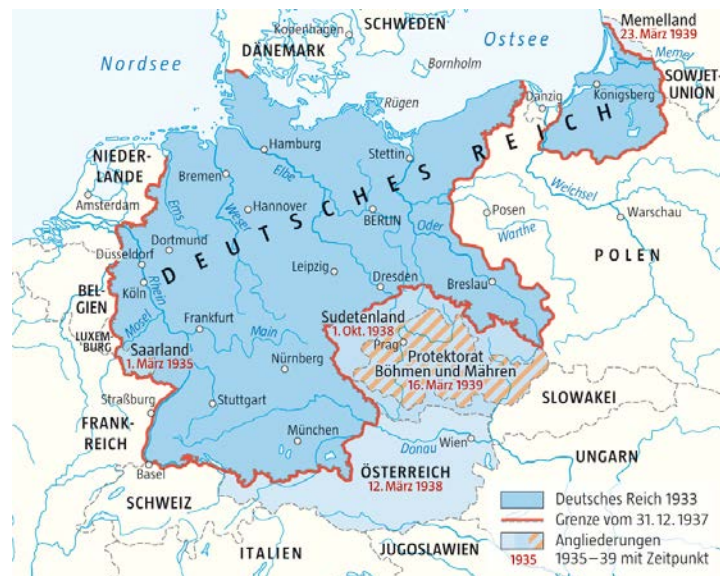 SCHWEDEN
Kopenhagen
DÄNEMARK
Nordsee
Ostsee
Bornholm
Rügen
Memelland
23. März 1939
Memel
SOWJET-
UNION
Königsberg
Danzig
DEUTSCHES REICH
Hamburg
Stettin
NIEDER-
LANDE
Bremen
Elbe
Amsterdam
Ems
Weser
Hannover
BERLIN
Oder
Posen
Warthe
Weichsel
Warschau
POLEN
Dortmund
Düsseldorf
Leipzig
Dresden
Breslau
BEL-
GIEN
Köln
Rhein
Mosel
Frankfurt
Main
LUXEM-
BURG
Sudetenland
1. Okt. 1938
Prag
Protektorat
Böhmen und Mähren
16. März 1939
Saarland
1. März 1935
Nürnberg
SLOWAKEI
Straßburg
Stuttgart
FRANK-
REICH
München
Donau
Wien
UNGARN
Basel
ÖSTERREICH
12. März 1938
SCHWEIZ
ITALIEN
JUGOSLAWIEN
Deutsches Reich 1933
Grenze vom 31.12.1937
Angliederungen
1935 1935–39 mit Zeitpunkt